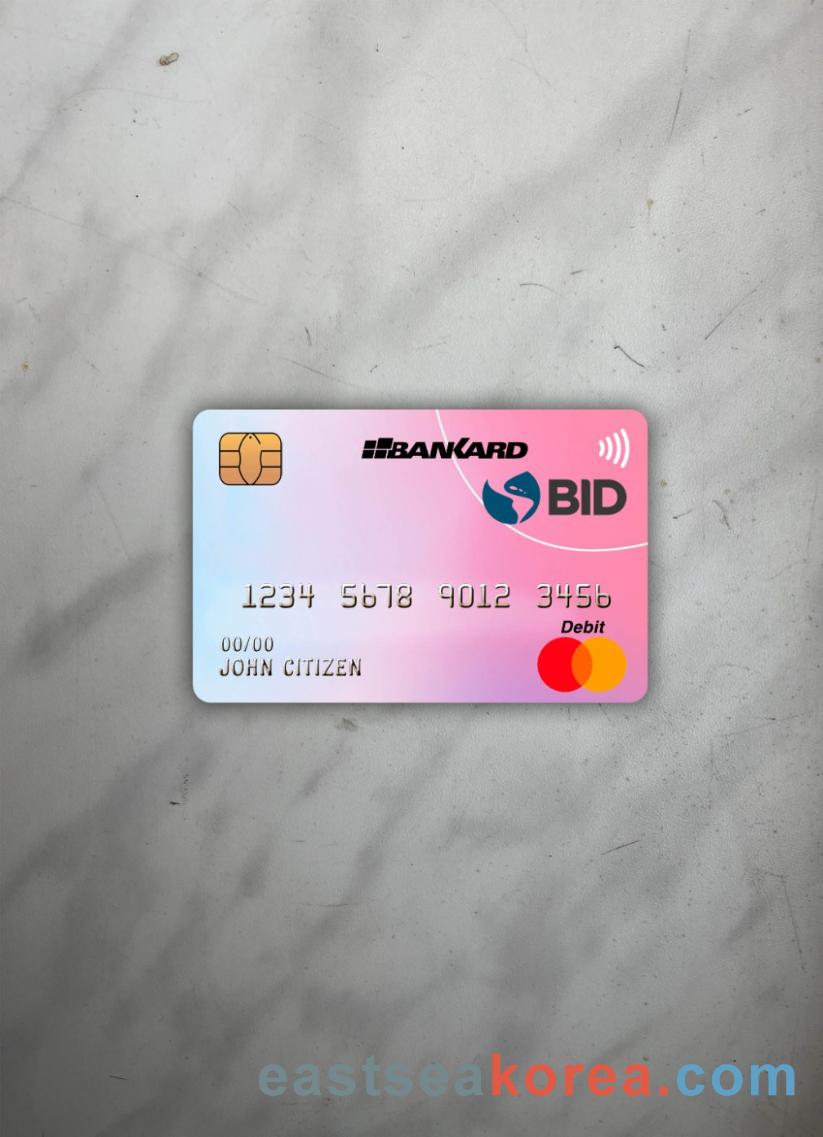 BANKARD
BID
1234 5678 9012 3456
Debit
00/00
JOHN CITIZEN
eastseakorea.com